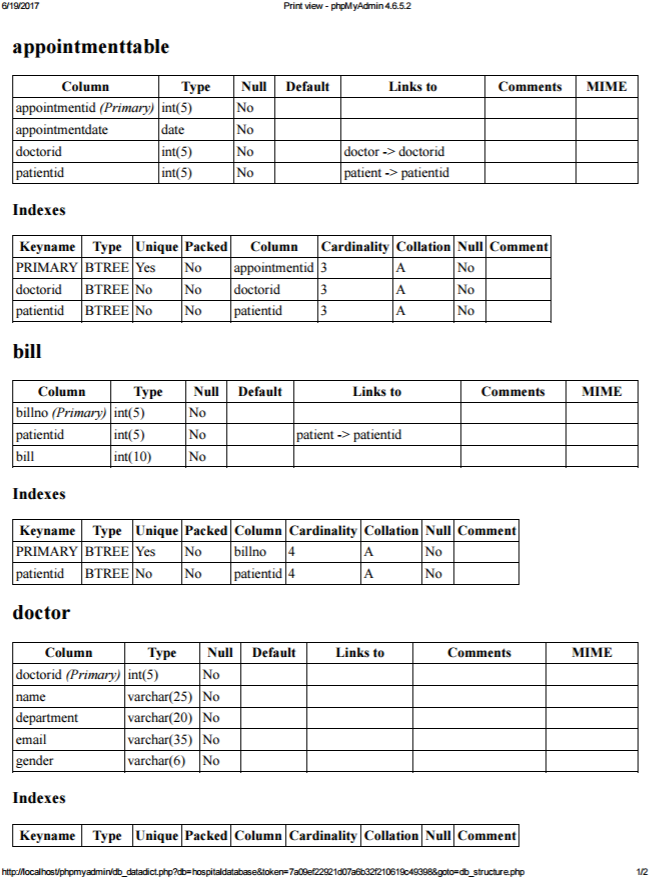 6/19/2017 Print view - phpMyAdmin 4.6.5.2
appointmenttable
Column Type Null Default Links to Comments MIME
appointmentid (Primary) int(5) No
appointmentdate date No
doctorid int(5) No doctor -> doctorid
patientid int(5) No patient -> patientid
Indexes
Keyname Type Unique Packed Column Cardinality Collation Null Comment
PRIMARY BTREE Yes No appointmentid 3 A No
doctorid BTREE No No doctorid 3 A No
patientid BTREE No No patientid 3 A No
bill
Column Type Null Default Links to Comments MIME
billno (Primary) int(5) No
patientid int(5) No patient -> patientid
bill int(10) No
Indexes
Keyname Type Unique Packed Column Cardinality Collation Null Comment
PRIMARY BTREE Yes No billno 4 A No
patientid BTREE No No patientid 4 A No
doctor
Column Type Null Default Links to Comments MIME
doctorid (Primary) int(5) No
name varchar(25) No
department varchar(20) No
email varchar(35) No
gender varchar(6) No
Indexes
Keyname Type Unique Packed Column Cardinality Collation Null Comment
http://localhost/phpmyadmin/db_datadict.php?db=hospitaldatabase&token=7a09ef22921d07a6b32f210619c49398&goto=db_structure.php 1/2